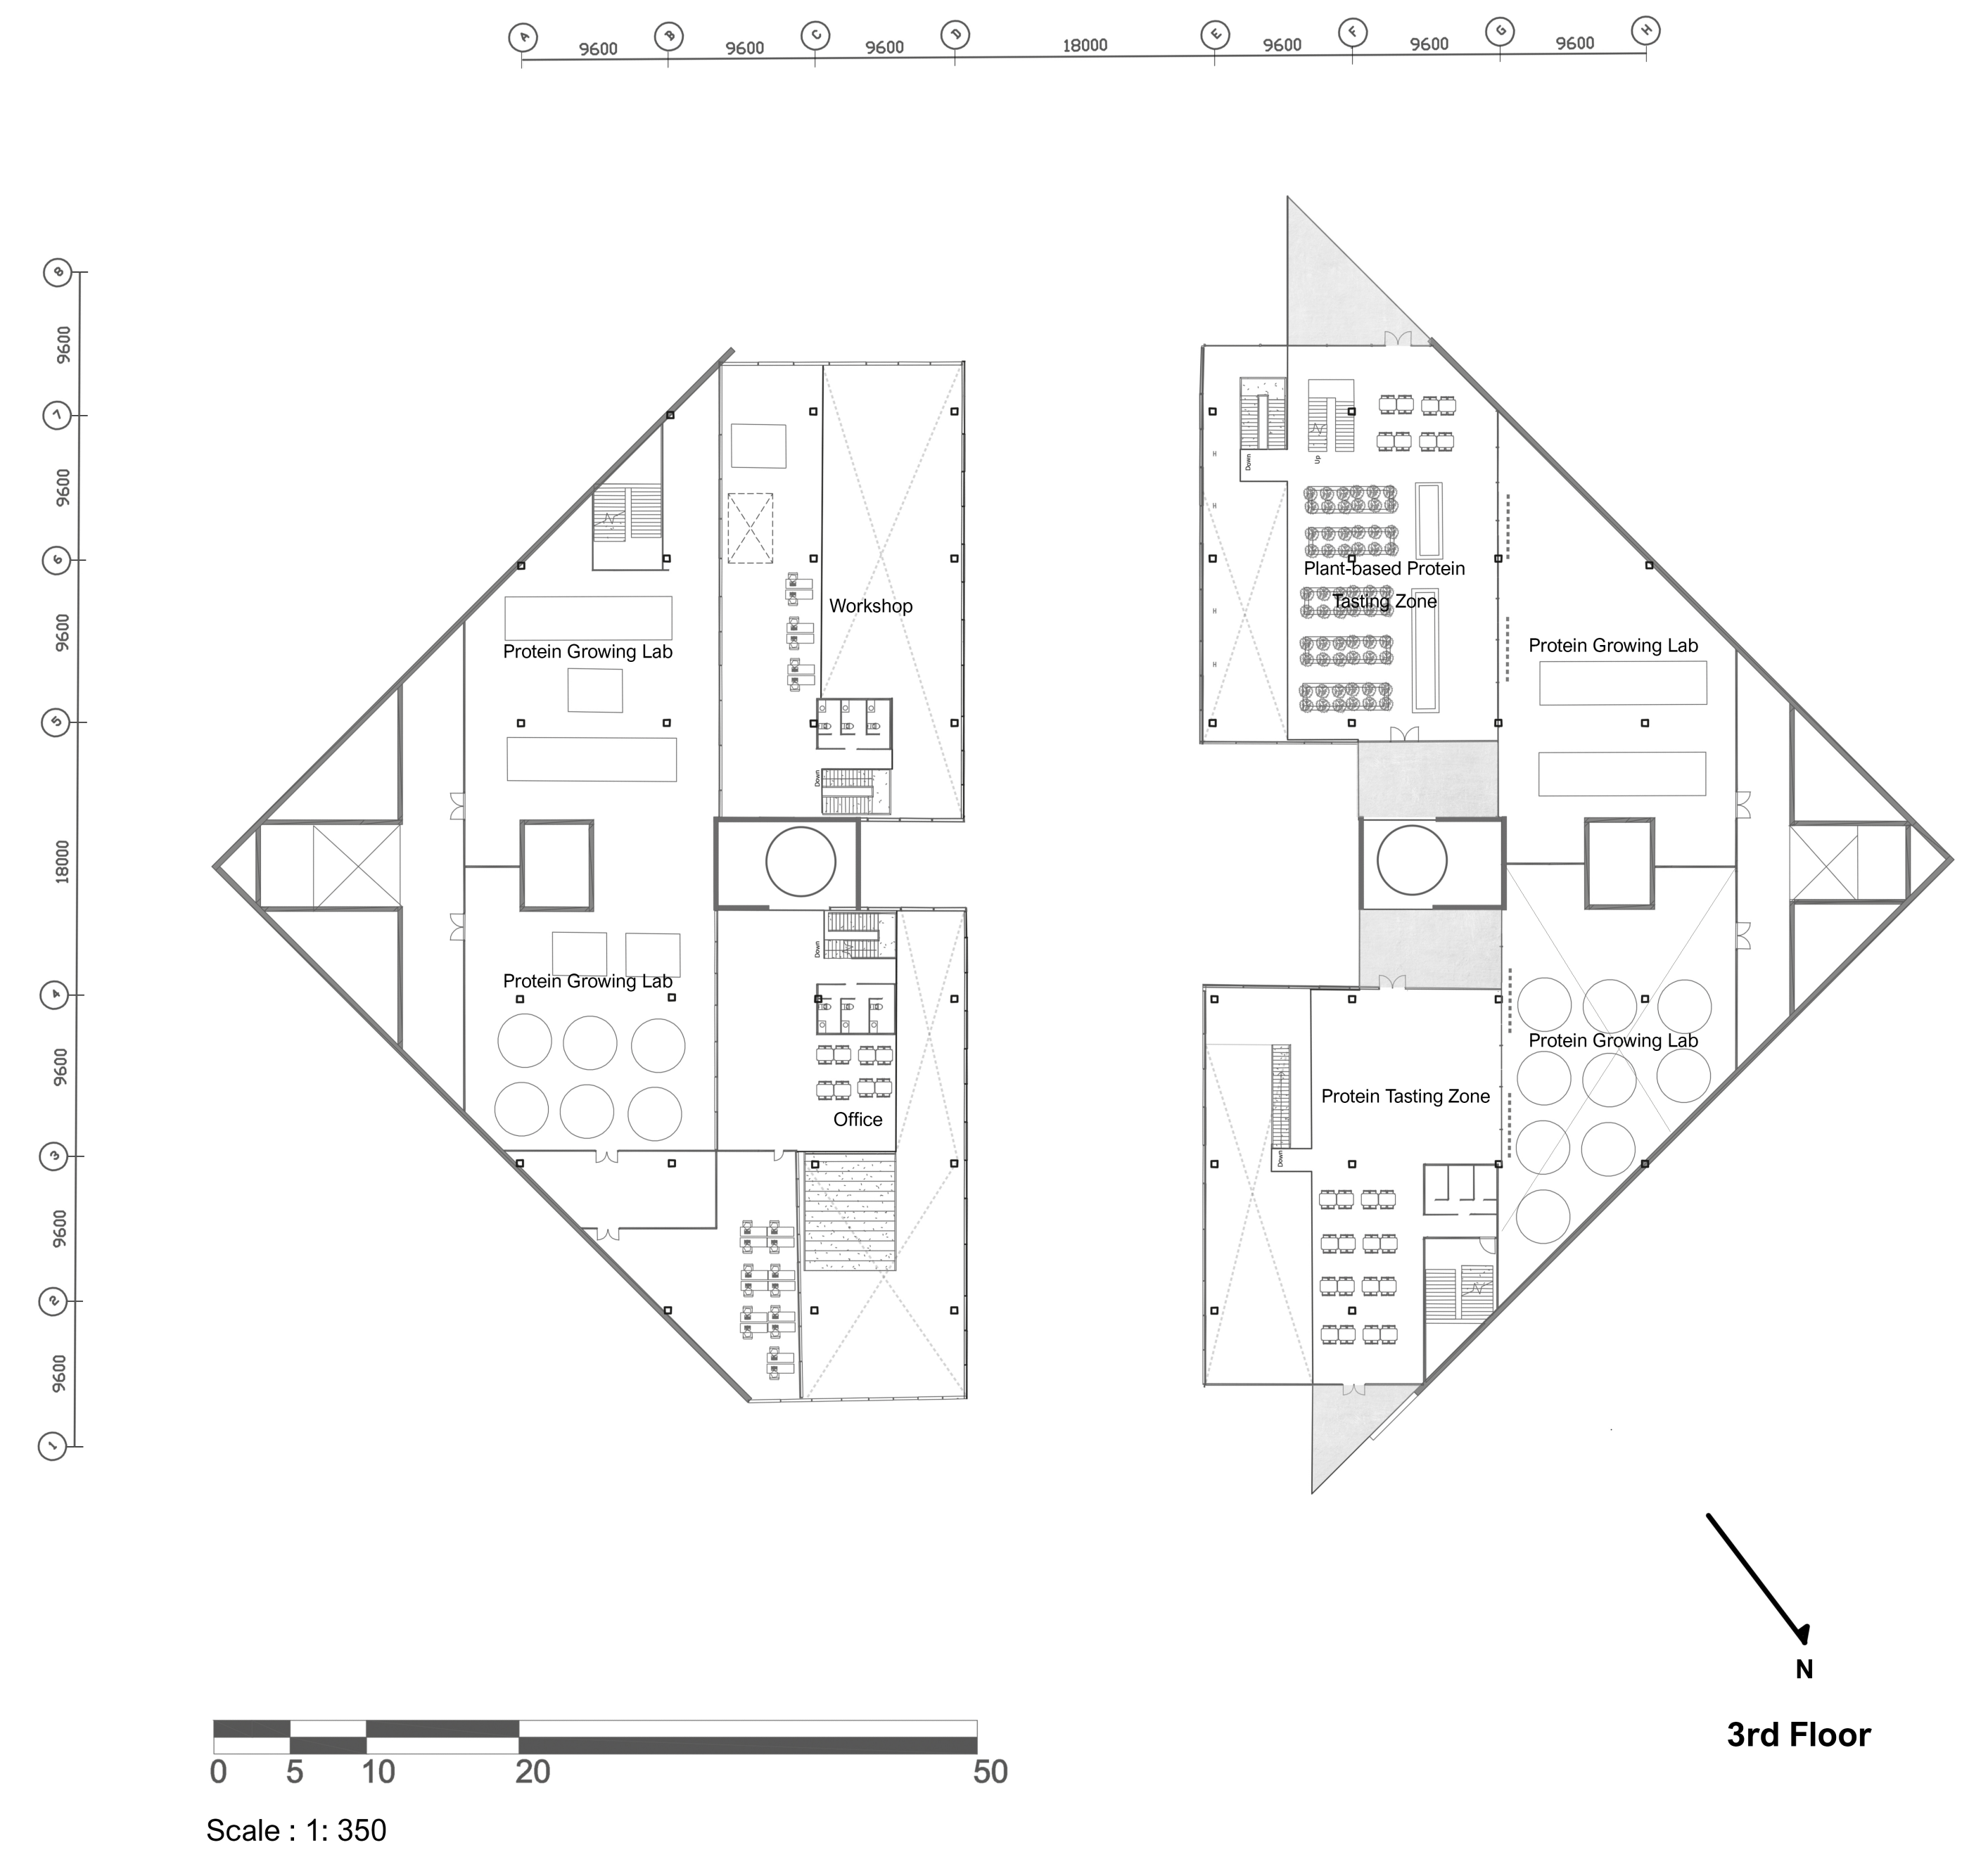 A B C D E F G H
9600 9600 9600 18000 9600 9600 9600
8
9600
7
9600
6
9600
5
18000
4
9600
3
9600
2
9600
1
Down
Up
H
H
H
H
Plant-based Protein
Tasting Zone
Workshop
Protein Growing Lab
Protein Growing Lab
Down
Down
Protein Growing Lab
Protein Growing Lab
Protein Tasting Zone
Office
Down
N
3rd Floor
0 5 10 20 50
Scale : 1: 350